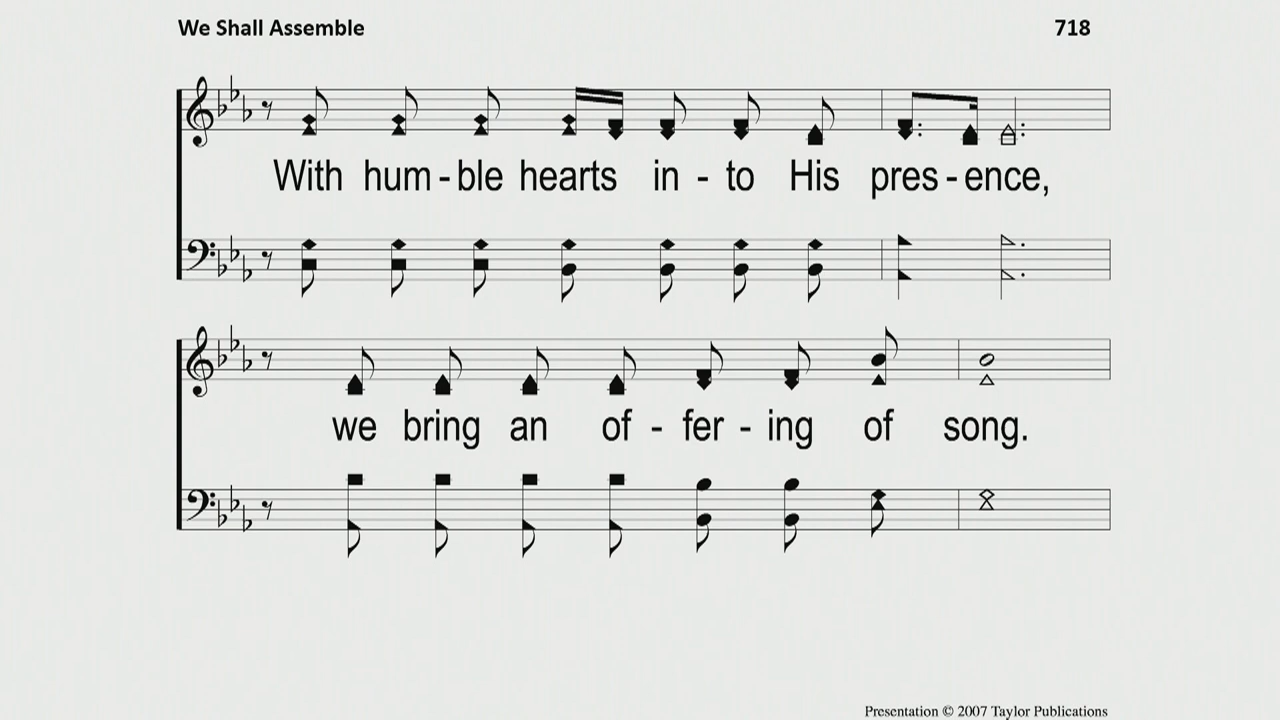 We Shall Assemble 718
With hum - ble hearts in - to His pres - ence,
we bring an of - fer - ing of song.
Presentation © 2007 Taylor Publications